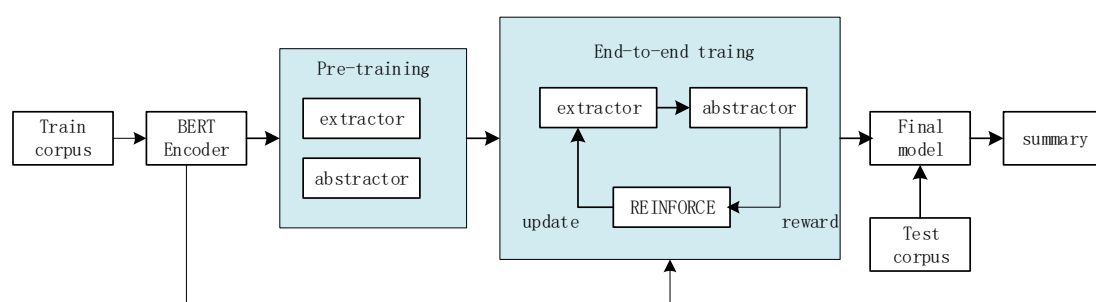 Train
corpus
BERT
Encoder
Pre-training
extractor
abstractor
End-to-end traing
extractor
abstractor
REINFORCE
update
reward
Final
model
summary
Test
corpus